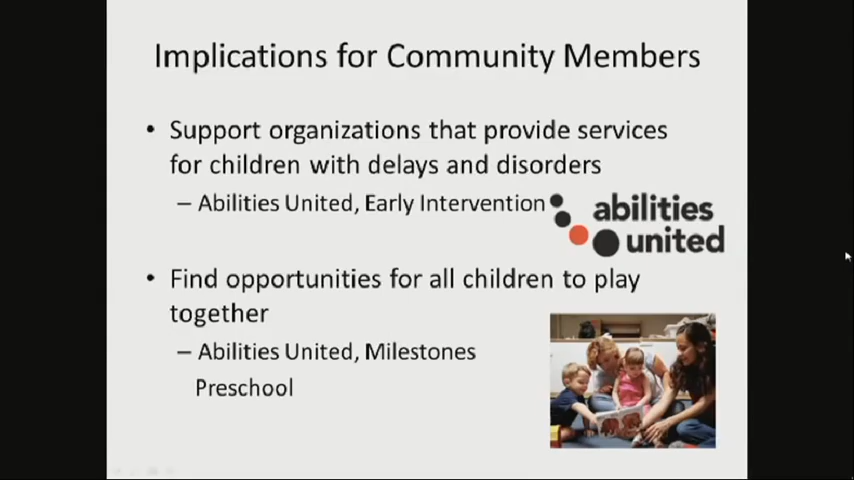 Implications for Community Members
• Support organizations that provide services
for children with delays and disorders
– Abilities United, Early Intervention
abilities
united
• Find opportunities for all children to play
together
– Abilities United, Milestones
Preschool